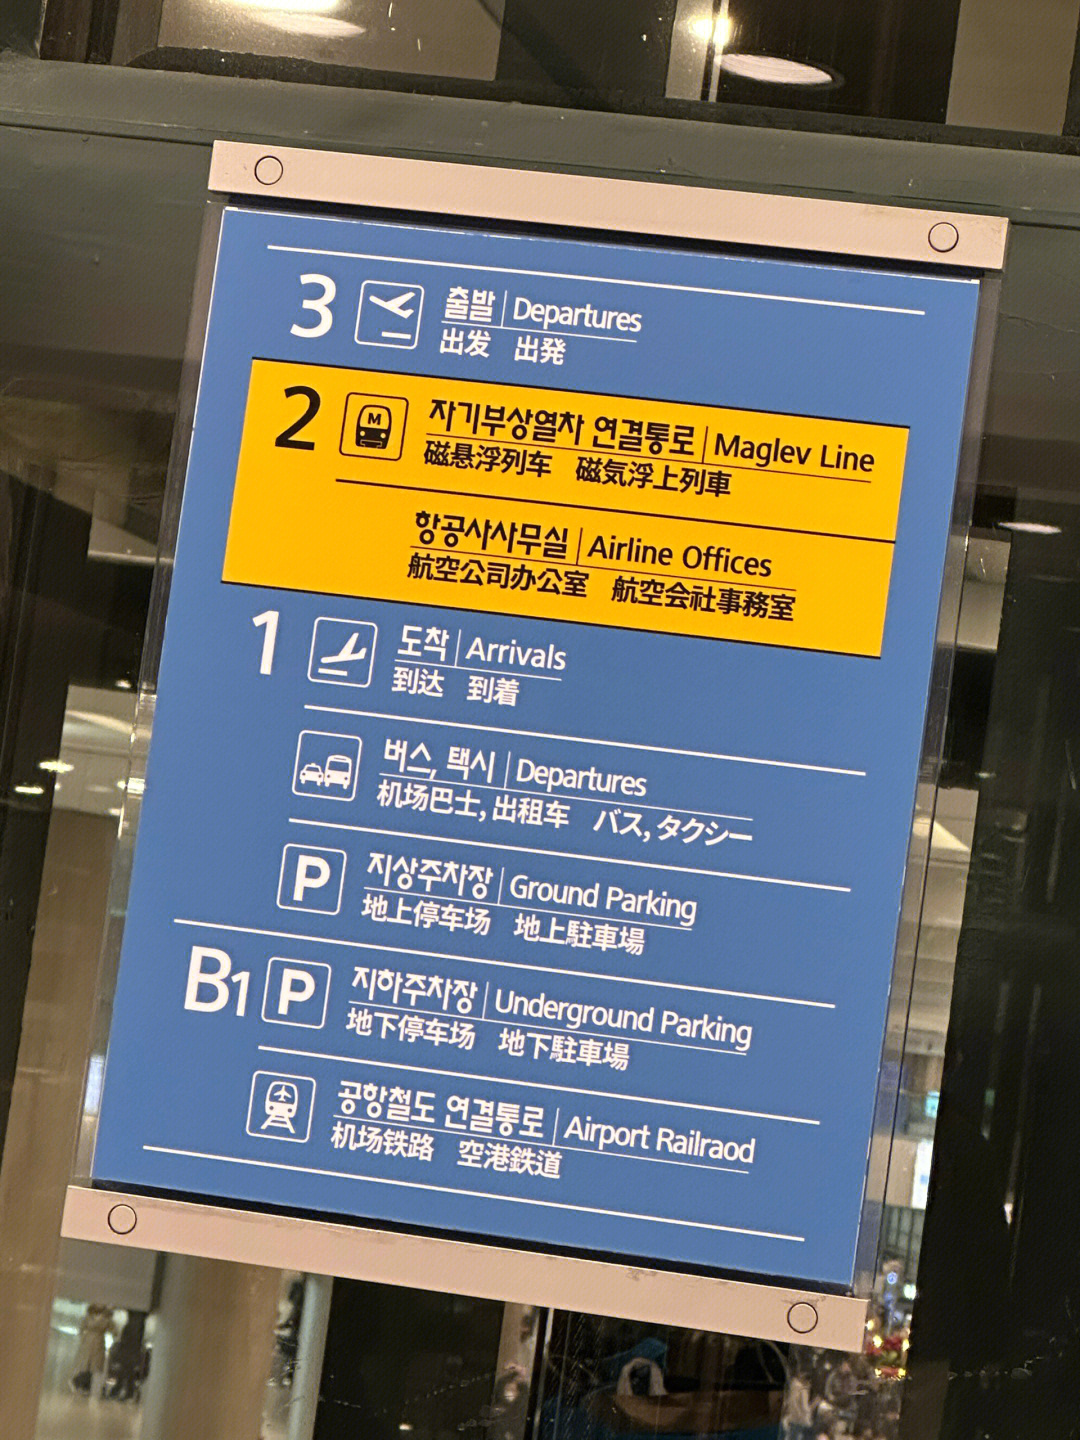 3 출발 | Departures
出发 出発
2 M 자기부상열차 연결통로 | Maglev Line
磁悬浮列车 磁気浮上列車
항공사사무실 | Airline Offices
航空公司办公室 航空会社事務室
1 도착 | Arrivals
到达 到着
버스, 택시 | Departures
机场巴士, 出租车 バス, タクシー
P 지상주차장 | Ground Parking
地上停车场 地上駐車場
B1 P 지하주차장 | Underground Parking
地下停车场 地下駐車場
공항철도 연결통로 | Airport Railraod
机场铁路 空港鉄道